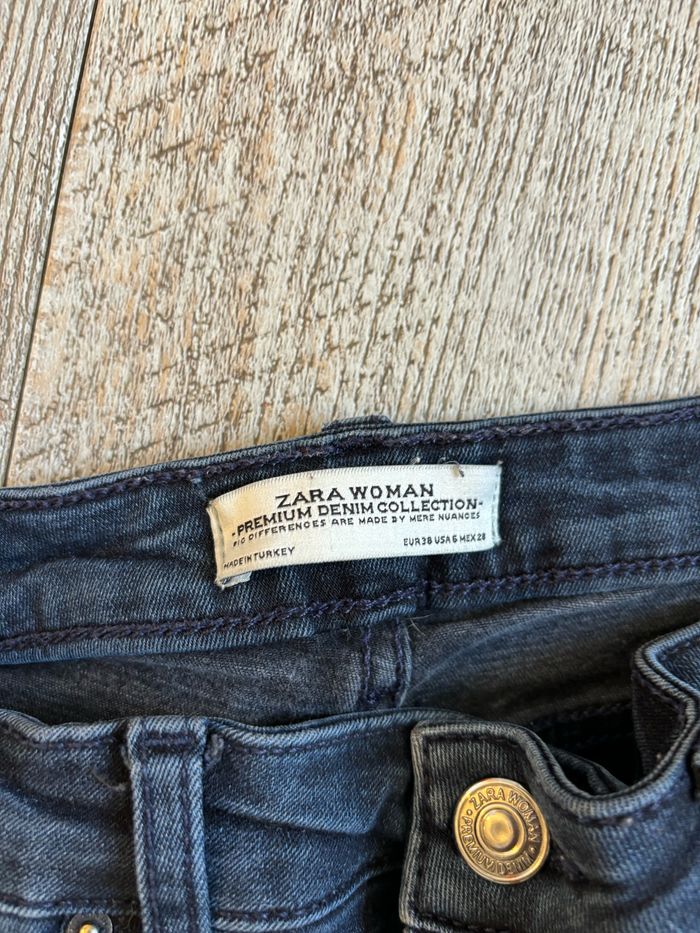 ZARA WOMAN
-PREMIUM DENIM COLLECTION-
BIG DIFFERENCES ARE MADE BY MERE NUANCES
MADE IN TURKEY
EUR 38 USA 6 MEX 28
ZARA WOMAN
PREMIUM